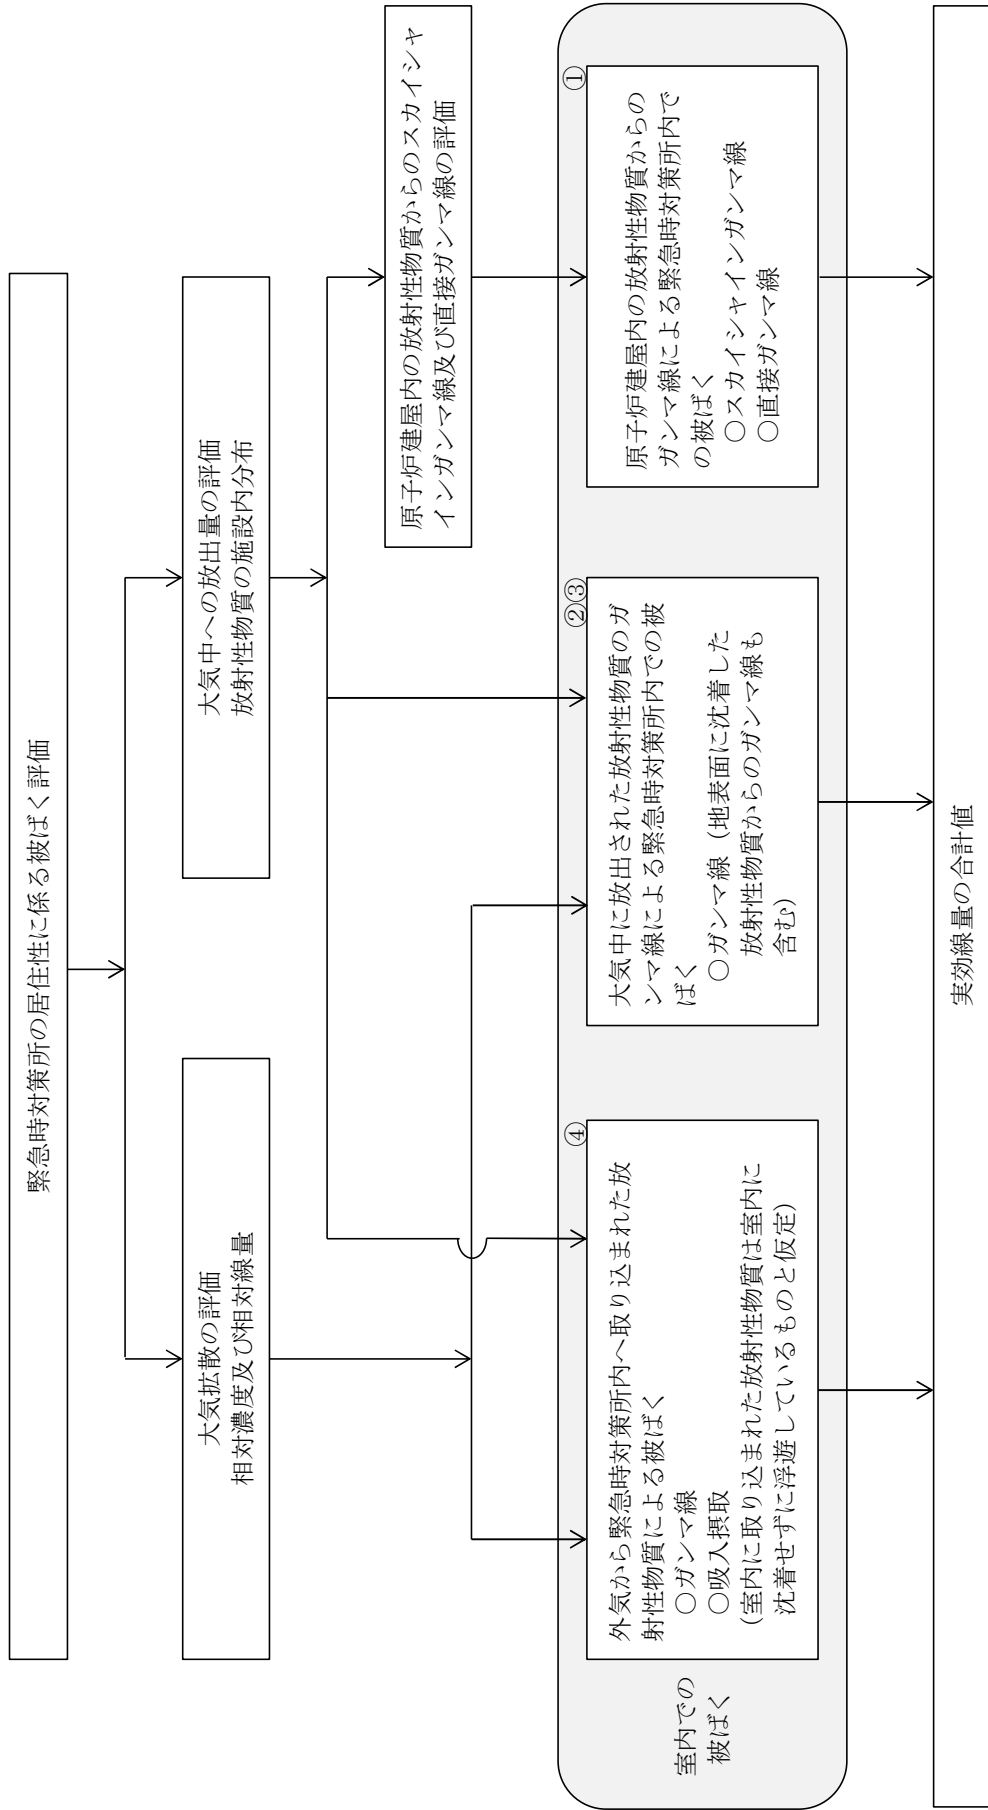 緊急時対策所の居住性に係る被ばく評価
大気拡散の評価
相対濃度及び相対線量
大気中への放出量の評価
放射性物質の施設内分布
原子炉建屋内の放射性物質からのスカイシャ
インガンマ線及び直接ガンマ線の評価
室内での
被ばく
④
外気から緊急時対策所内へ取り込まれた放
射性物質による被ばく
○ガンマ線
○吸入摂取
(室内に取り込まれた放射性物質は室内に
沈着せずに浮遊しているものと仮定)
②③
大気中に放出された放射性物質のガ
ンマ線による緊急時対策所内での被
ばく
○ガンマ線(地表面に沈着した
放射性物質からのガンマ線も
含む)
①
原子炉建屋内の放射性物質からの
ガンマ線による緊急時対策所内で
の被ばく
○スカイシャインガンマ線
○直接ガンマ線
実効線量の合計値